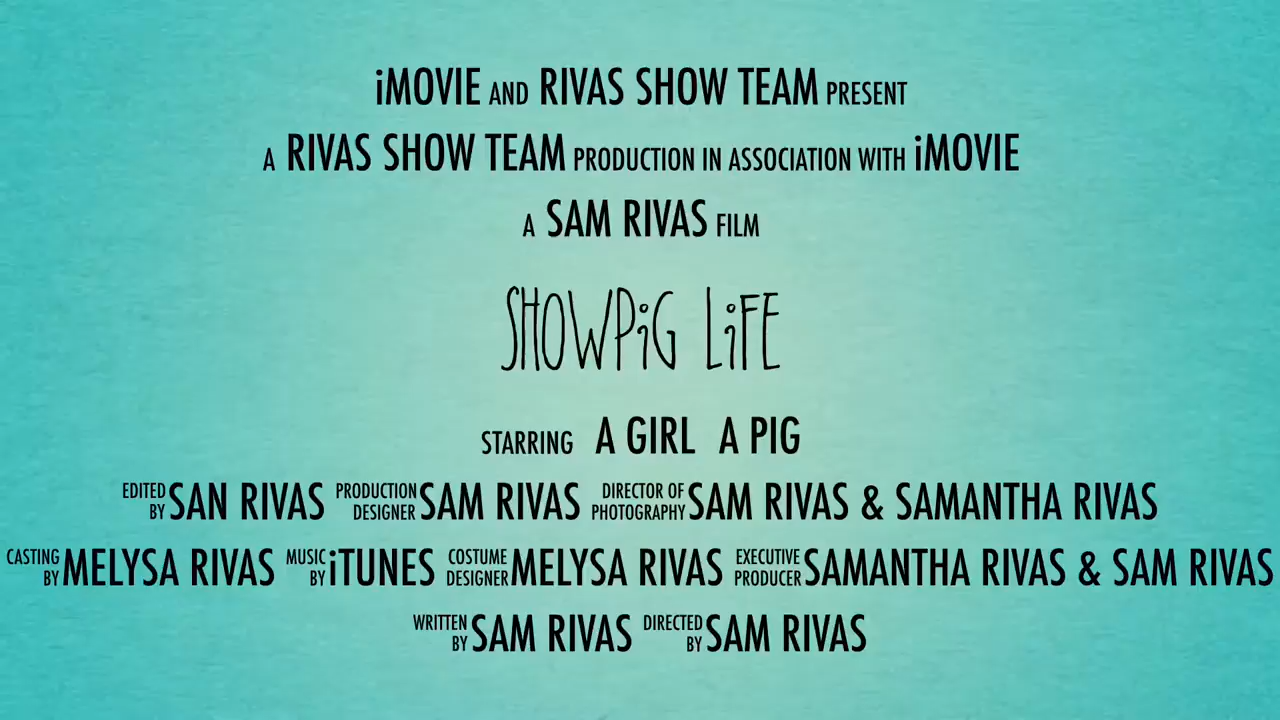 iMOVIE AND RIVAS SHOW TEAM PRESENT
A RIVAS SHOW TEAM PRODUCTION IN ASSOCIATION WITH iMOVIE
A SAM RIVAS FILM
SHOWPiG LiFE
STARRING A GIRL A PIG
EDITED BY SAN RIVAS PRODUCTION DESIGNER SAM RIVAS DIRECTOR OF PHOTOGRAPHY SAM RIVAS & SAMANTHA RIVAS
CASTING BY MELYSA RIVAS MUSIC BY iTUNES COSTUME DESIGNER MELYSA RIVAS EXECUTIVE PRODUCER SAMANTHA RIVAS & SAM RIVAS
WRITTEN BY SAM RIVAS DIRECTED BY SAM RIVAS